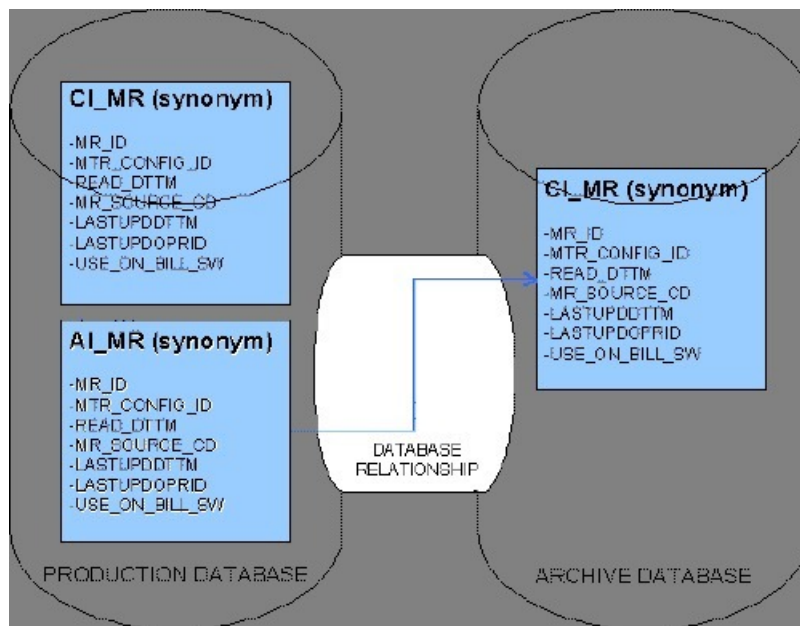 CI_MR (synonym)
-MR_ID
-MTR_CONFIG_ID
-READ_DTTM
-MR_SOURCE_CD
-LASTUPDDTTM
-LASTUPDOPRID
-USE_ON_BILL_SW
AI_MR (synonym)
-MR_ID
-MTR_CONFIG_ID
-READ_DTTM
-MR_SOURCE_CD
-LASTUPDDTTM
-LASTUPDOPRID
-USE_ON_BILL_SW
PRODUCTION DATABASE
DATABASE
RELATIONSHIP
CI_MR (synonym)
-MR_ID
-MTR_CONFIG_ID
-READ_DTTM
-MR_SOURCE_CD
-LASTUPDDTTM
-LASTUPDOPRID
-USE_ON_BILL_SW
ARCHIVE DATABASE